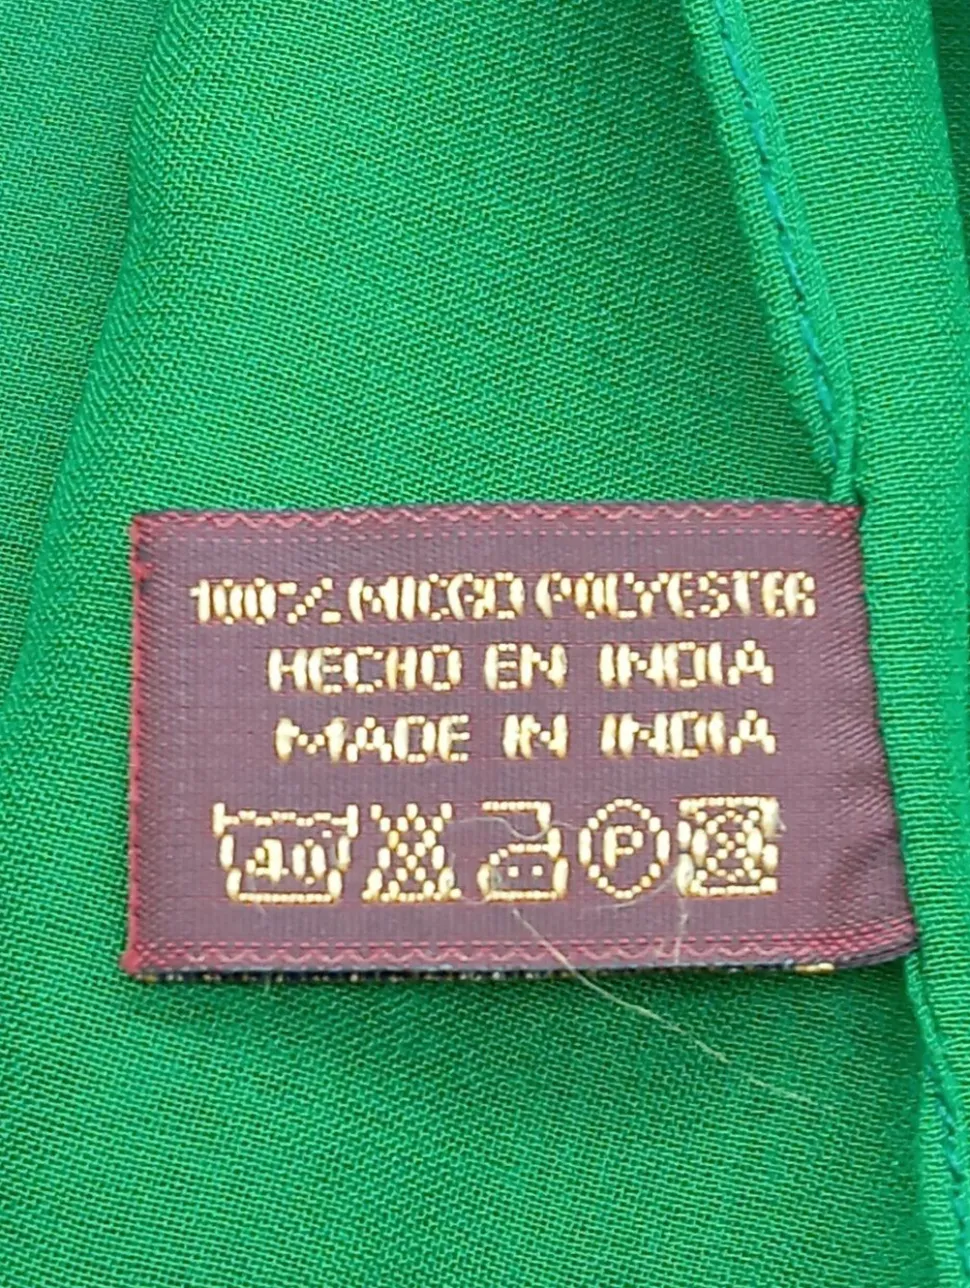 100% MICRO POLYESTER
HECHO EN INDIA
MADE IN INDIA
40 P